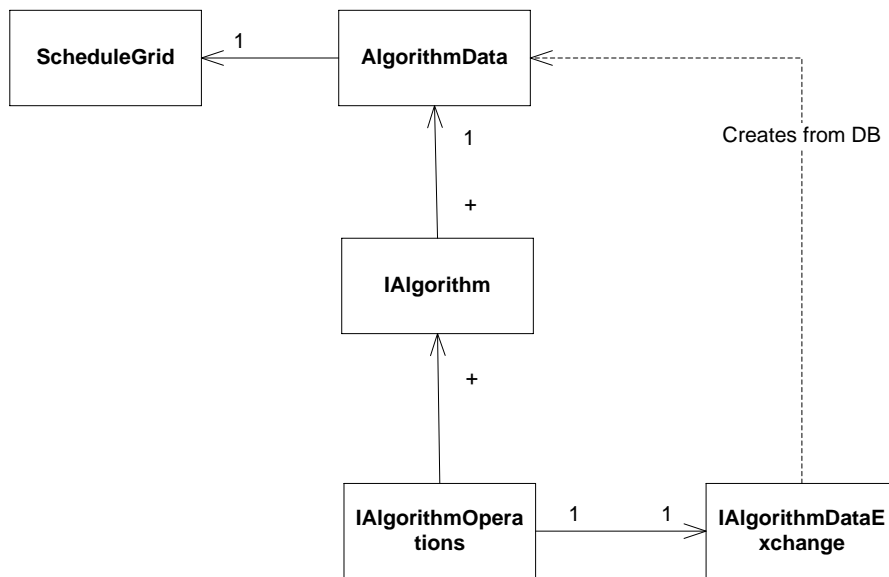 1
ScheduleGrid
AlgorithmData
1
Creates from DB
+
IAlgorithm
+
IAlgorithmOpera
tions
1
1
IAlgorithmDataE
xchange